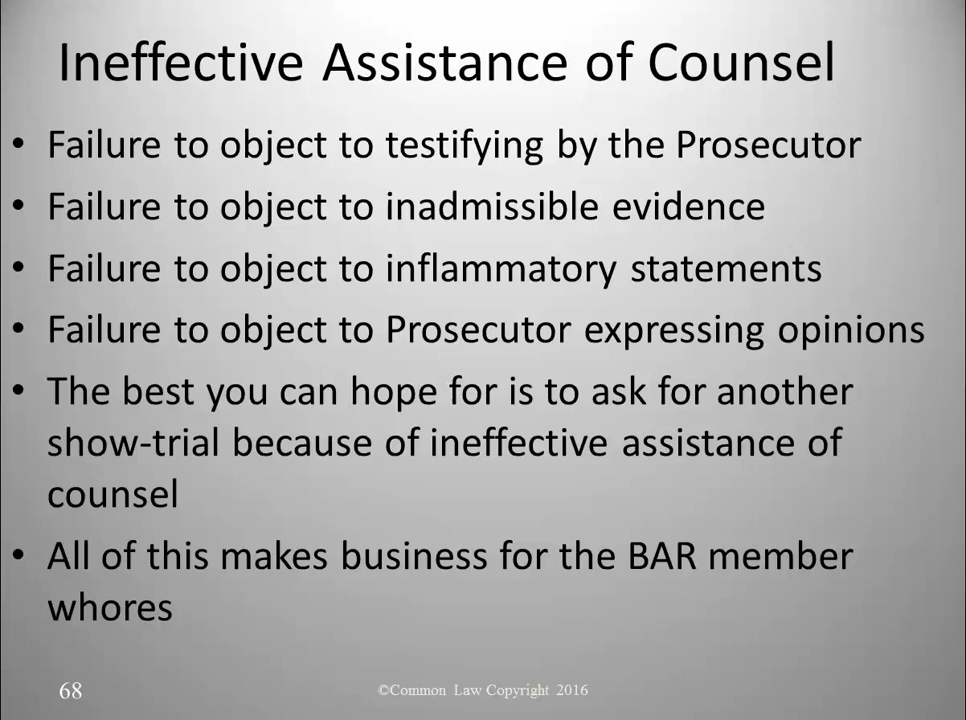 Ineffective Assistance of Counsel
• Failure to object to testifying by the Prosecutor
• Failure to object to inadmissible evidence
• Failure to object to inflammatory statements
• Failure to object to Prosecutor expressing opinions
• The best you can hope for is to ask for another
show-trial because of ineffective assistance of
counsel
• All of this makes business for the BAR member
whores
68
©Common Law Copyright 2016